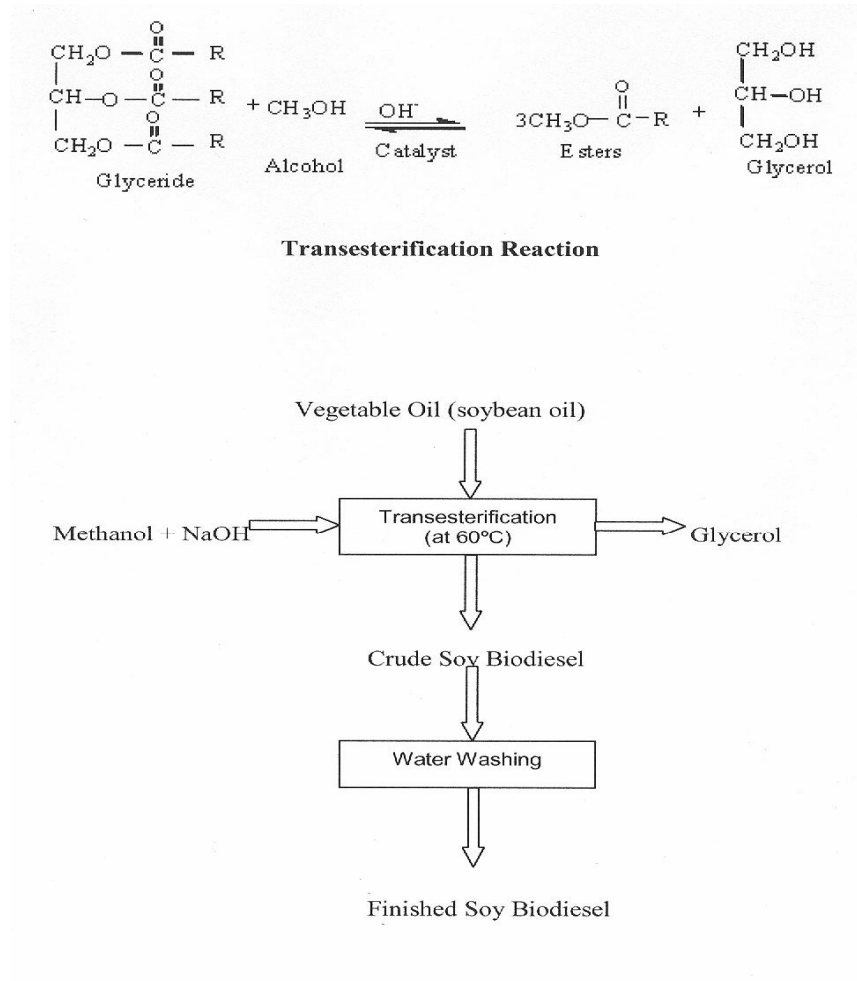 CH₂O — C — R
O
CH—O — C — R
O
CH₂O — C — R
O
Glyceride
+ CH₃OH
Alcohol
OH⁻
Catalyst
3CH₃O— C –R
O
Esters
+
CH₂OH
CH—OH
CH₂OH
Glycerol
Transesterification Reaction
Vegetable Oil (soybean oil)
Methanol + NaOH
Transesterification
(at 60ºC)
Glycerol
Crude Soy Biodiesel
Water Washing
Finished Soy Biodiesel